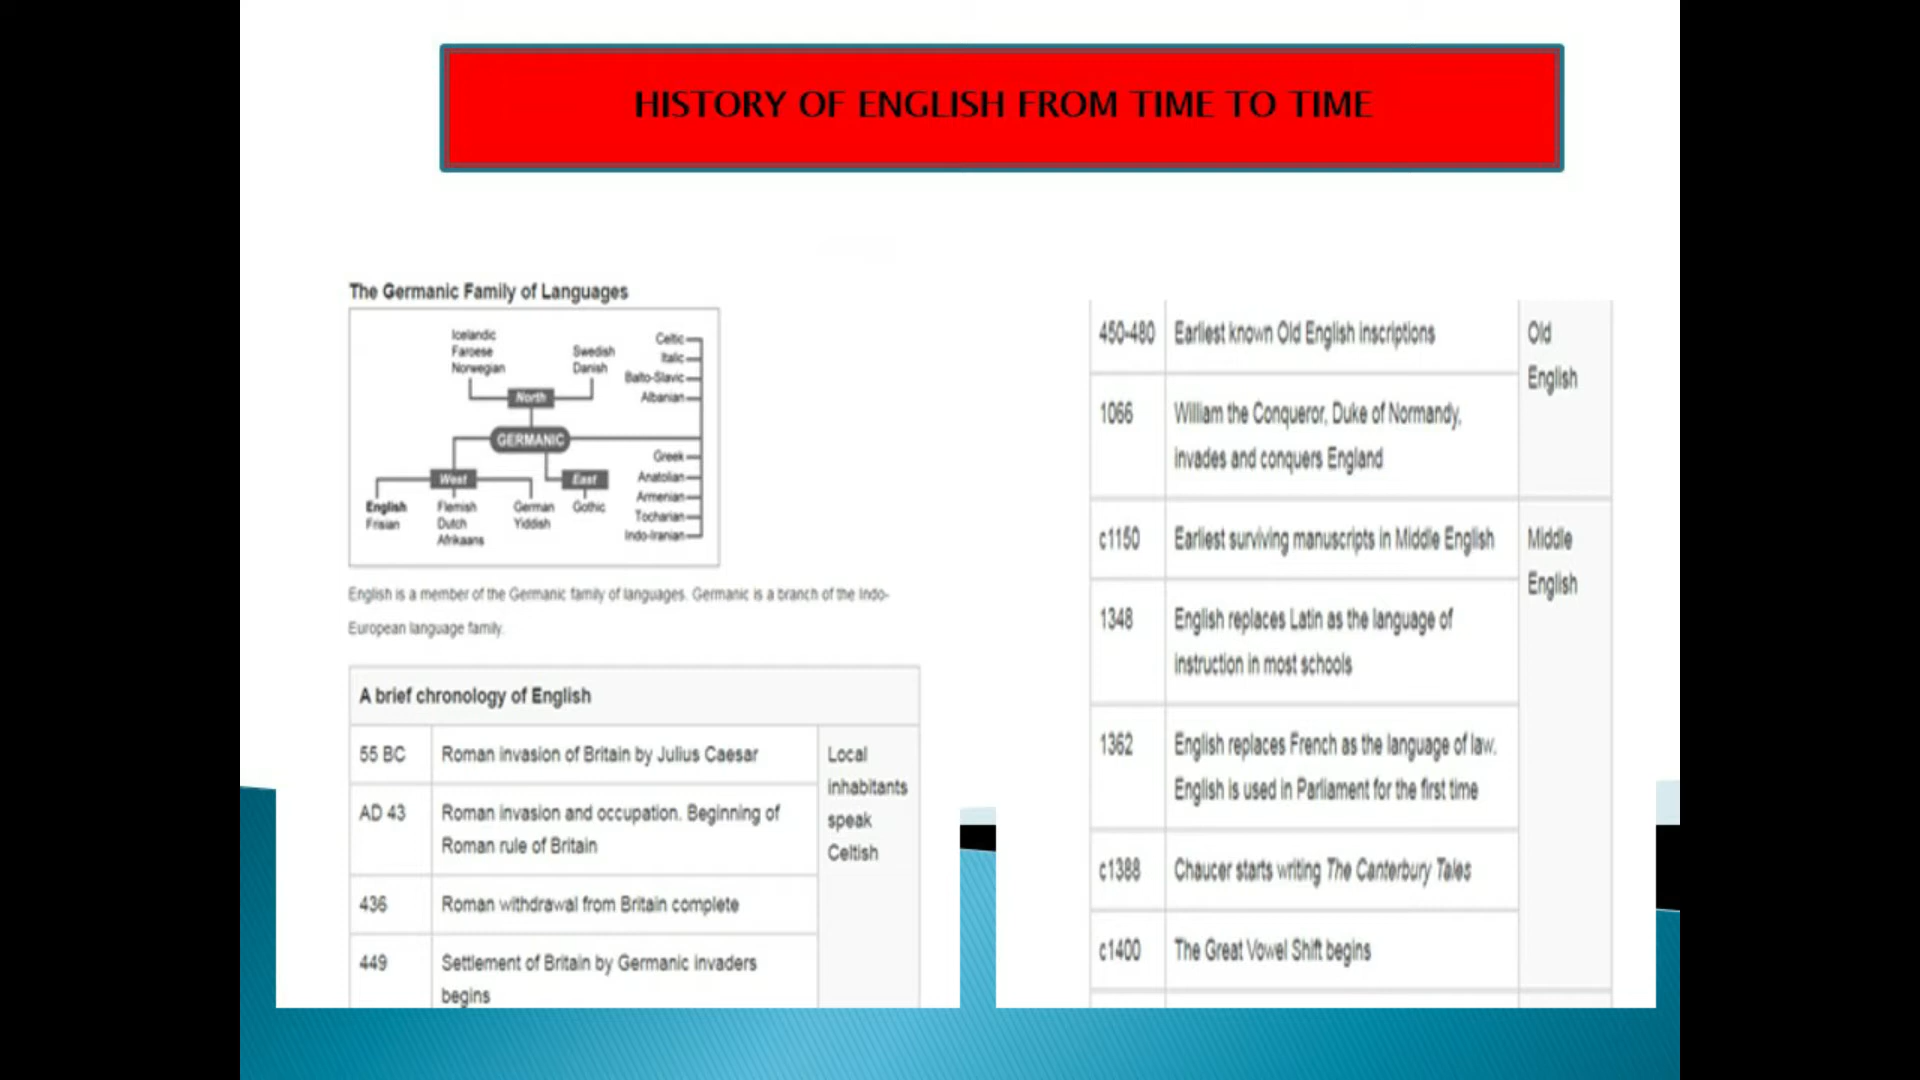 HISTORY OF ENGLISH FROM TIME TO TIME
The Germanic Family of Languages
Icelandic
Faroese
Norwegian
Swedish
Danish
Celtic
Italic
Balto-Slavic
Albanian
North
GERMANIC
Greek
Anatolian
Armenian
Tocharian
Indo-Iranian
West
East
English
Frisian
Flemish
Dutch
Afrikaans
German
Yiddish
Gothic
English is a member of the Germanic family of languages. Germanic is a branch of the Indo-
European language family.
A brief chronology of English
55 BC Roman invasion of Britain by Julius Caesar
Local
inhabitants
speak
Celtish
AD 43 Roman invasion and occupation. Beginning of
Roman rule of Britain
436 Roman withdrawal from Britain complete
449 Settlement of Britain by Germanic invaders
begins
450-480 Earliest known Old English inscriptions
Old
English
1066 William the Conqueror, Duke of Normandy,
invades and conquers England
c1150 Earliest surviving manuscripts in Middle English
Middle
English
1348 English replaces Latin as the language of
instruction in most schools
1362 English replaces French as the language of law.
English is used in Parliament for the first time
c1388 Chaucer starts writing The Canterbury Tales
c1400 The Great Vowel Shift begins